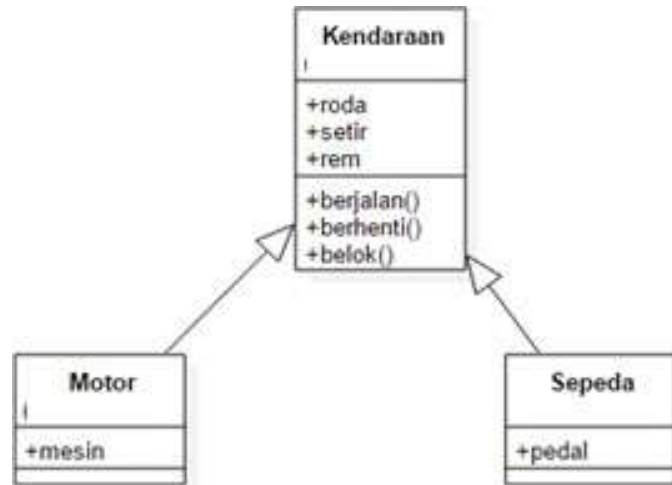 Kendaraan
+roda
+setir
+rem
+berjalan()
+berhenti()
+belok()
Motor
+mesin
Sepeda
+pedal